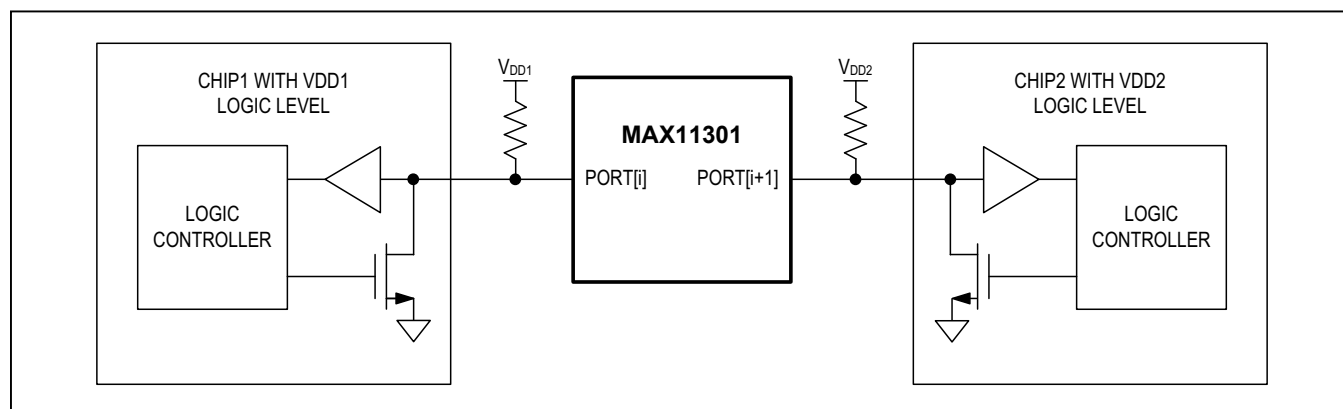 CHIP1 WITH VDD1
LOGIC LEVEL
LOGIC
CONTROLLER
VDD1
MAX11301
PORT[i]
PORT[i+1]
VDD2
CHIP2 WITH VDD2
LOGIC LEVEL
LOGIC
CONTROLLER